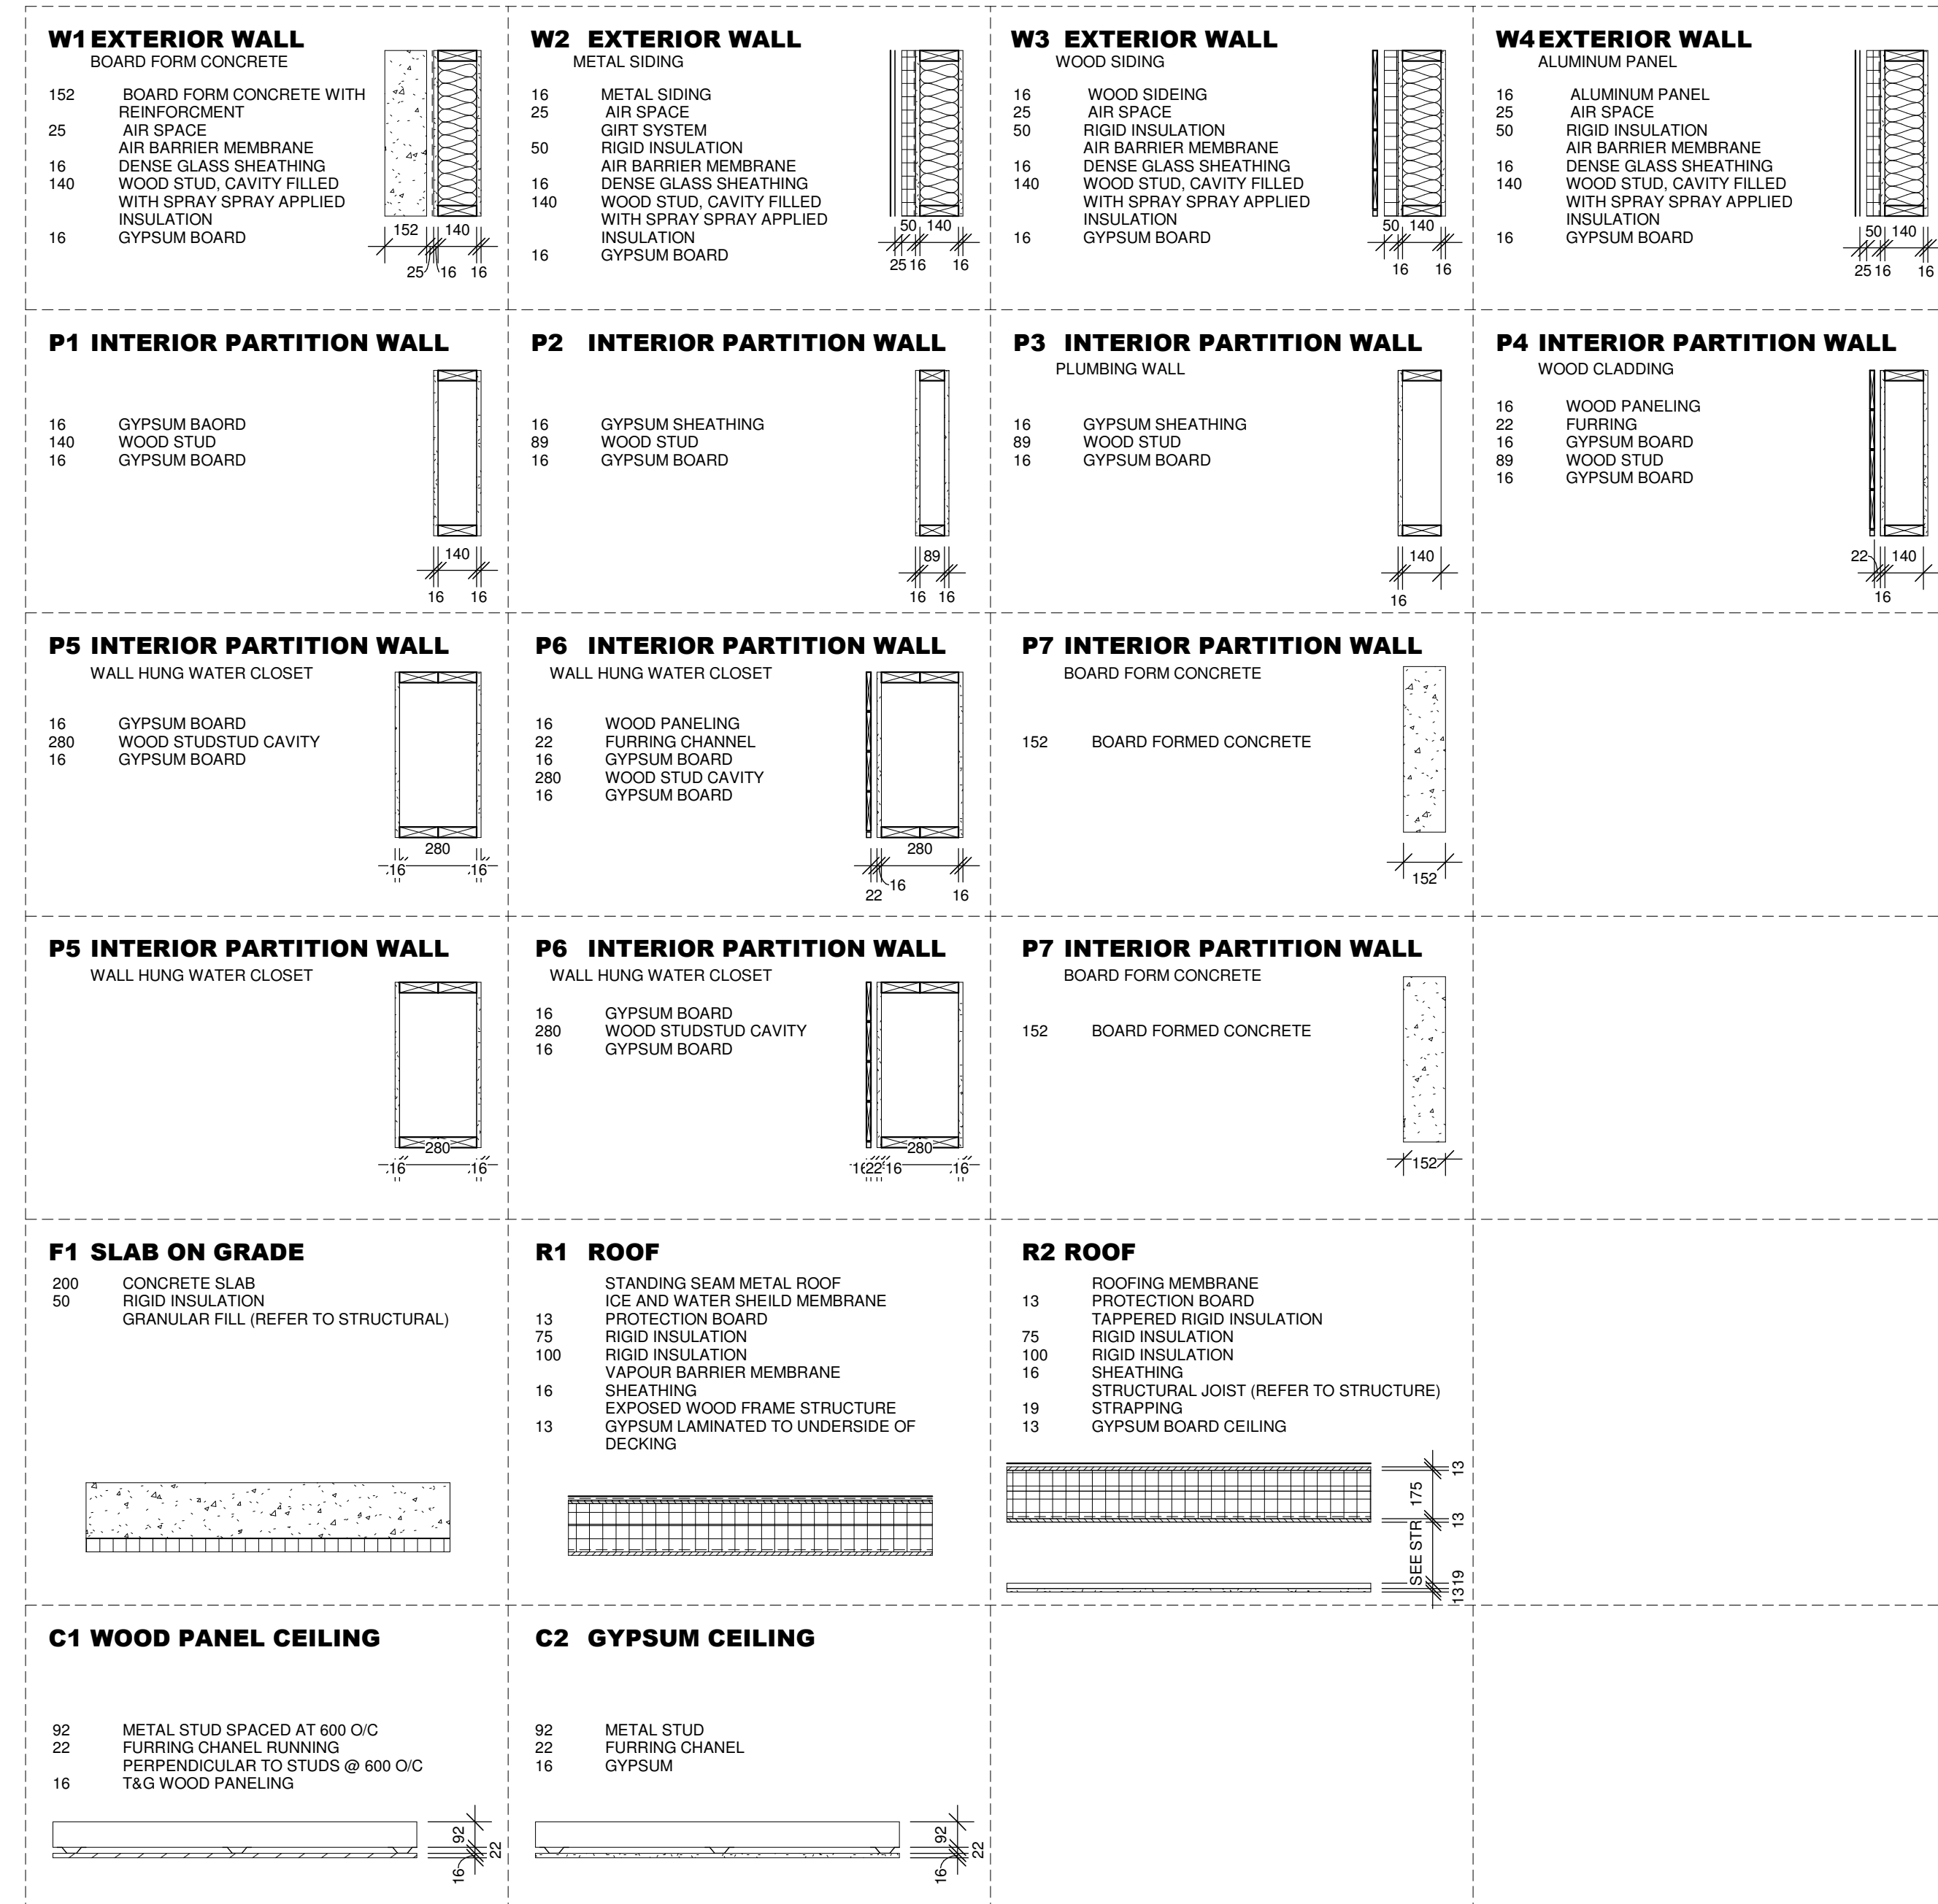 W1 EXTERIOR WALL
BOARD FORM CONCRETE
152 BOARD FORM CONCRETE WITH
REINFORCMENT
25 AIR SPACE
AIR BARRIER MEMBRANE
16 DENSE GLASS SHEATHING
140 WOOD STUD, CAVITY FILLED
WITH SPRAY SPRAY APPLIED
INSULATION
16 GYPSUM BOARD
152 140
25 16 16
W2 EXTERIOR WALL
METAL SIDING
16 METAL SIDING
25 AIR SPACE
GIRT SYSTEM
50 RIGID INSULATION
AIR BARRIER MEMBRANE
16 DENSE GLASS SHEATHING
140 WOOD STUD, CAVITY FILLED
WITH SPRAY SPRAY APPLIED
INSULATION
16 GYPSUM BOARD
50 140
25 16 16
W3 EXTERIOR WALL
WOOD SIDING
16 WOOD SIDEING
25 AIR SPACE
50 RIGID INSULATION
AIR BARRIER MEMBRANE
16 DENSE GLASS SHEATHING
140 WOOD STUD, CAVITY FILLED
WITH SPRAY SPRAY APPLIED
INSULATION
16 GYPSUM BOARD
50 140
16 16
W4 EXTERIOR WALL
ALUMINUM PANEL
16 ALUMINUM PANEL
25 AIR SPACE
50 RIGID INSULATION
AIR BARRIER MEMBRANE
16 DENSE GLASS SHEATHING
140 WOOD STUD, CAVITY FILLED
WITH SPRAY SPRAY APPLIED
INSULATION
16 GYPSUM BOARD
50 140
25 16 16
P1 INTERIOR PARTITION WALL
16 GYPSUM BAORD
140 WOOD STUD
16 GYPSUM BOARD
140
16 16
P2 INTERIOR PARTITION WALL
16 GYPSUM SHEATHING
89 WOOD STUD
16 GYPSUM BOARD
89
16 16
P3 INTERIOR PARTITION WALL
PLUMBING WALL
16 GYPSUM SHEATHING
89 WOOD STUD
16 GYPSUM BOARD
140
16
P4 INTERIOR PARTITION WALL
WOOD CLADDING
16 WOOD PANELING
22 FURRING
16 GYPSUM BOARD
89 WOOD STUD
16 GYPSUM BOARD
22 140
16
P5 INTERIOR PARTITION WALL
WALL HUNG WATER CLOSET
16 GYPSUM BOARD
280 WOOD STUDSTUD CAVITY
16 GYPSUM BOARD
280
16 16
P6 INTERIOR PARTITION WALL
WALL HUNG WATER CLOSET
16 WOOD PANELING
22 FURRING CHANNEL
16 GYPSUM BOARD
280 WOOD STUD CAVITY
16 GYPSUM BOARD
280
22 16 16
P7 INTERIOR PARTITION WALL
BOARD FORM CONCRETE
152 BOARD FORMED CONCRETE
152
P5 INTERIOR PARTITION WALL
WALL HUNG WATER CLOSET
280
16 16
P6 INTERIOR PARTITION WALL
WALL HUNG WATER CLOSET
16 GYPSUM BOARD
280 WOOD STUDSTUD CAVITY
16 GYPSUM BOARD
280
16 22 16 16
P7 INTERIOR PARTITION WALL
BOARD FORM CONCRETE
152 BOARD FORMED CONCRETE
152
F1 SLAB ON GRADE
200 CONCRETE SLAB
50 RIGID INSULATION
GRANULAR FILL (REFER TO STRUCTURAL)
R1 ROOF
STANDING SEAM METAL ROOF
ICE AND WATER SHEILD MEMBRANE
13 PROTECTION BOARD
75 RIGID INSULATION
100 RIGID INSULATION
VAPOUR BARRIER MEMBRANE
16 SHEATHING
EXPOSED WOOD FRAME STRUCTURE
13 GYPSUM LAMINATED TO UNDERSIDE OF
DECKING
R2 ROOF
ROOFING MEMBRANE
13 PROTECTION BOARD
TAPPERED RIGID INSULATION
75 RIGID INSULATION
100 RIGID INSULATION
16 SHEATHING
STRUCTURAL JOIST (REFER TO STRUCTURE)
19 STRAPPING
13 GYPSUM BOARD CEILING
13
175
13
SEE STR
19
13
C1 WOOD PANEL CEILING
92 METAL STUD SPACED AT 600 O/C
22 FURRING CHANEL RUNNING
PERPENDICULAR TO STUDS @ 600 O/C
16 T&G WOOD PANELING
92
22
16
C2 GYPSUM CEILING
92 METAL STUD
22 FURRING CHANEL
16 GYPSUM
92
22
16